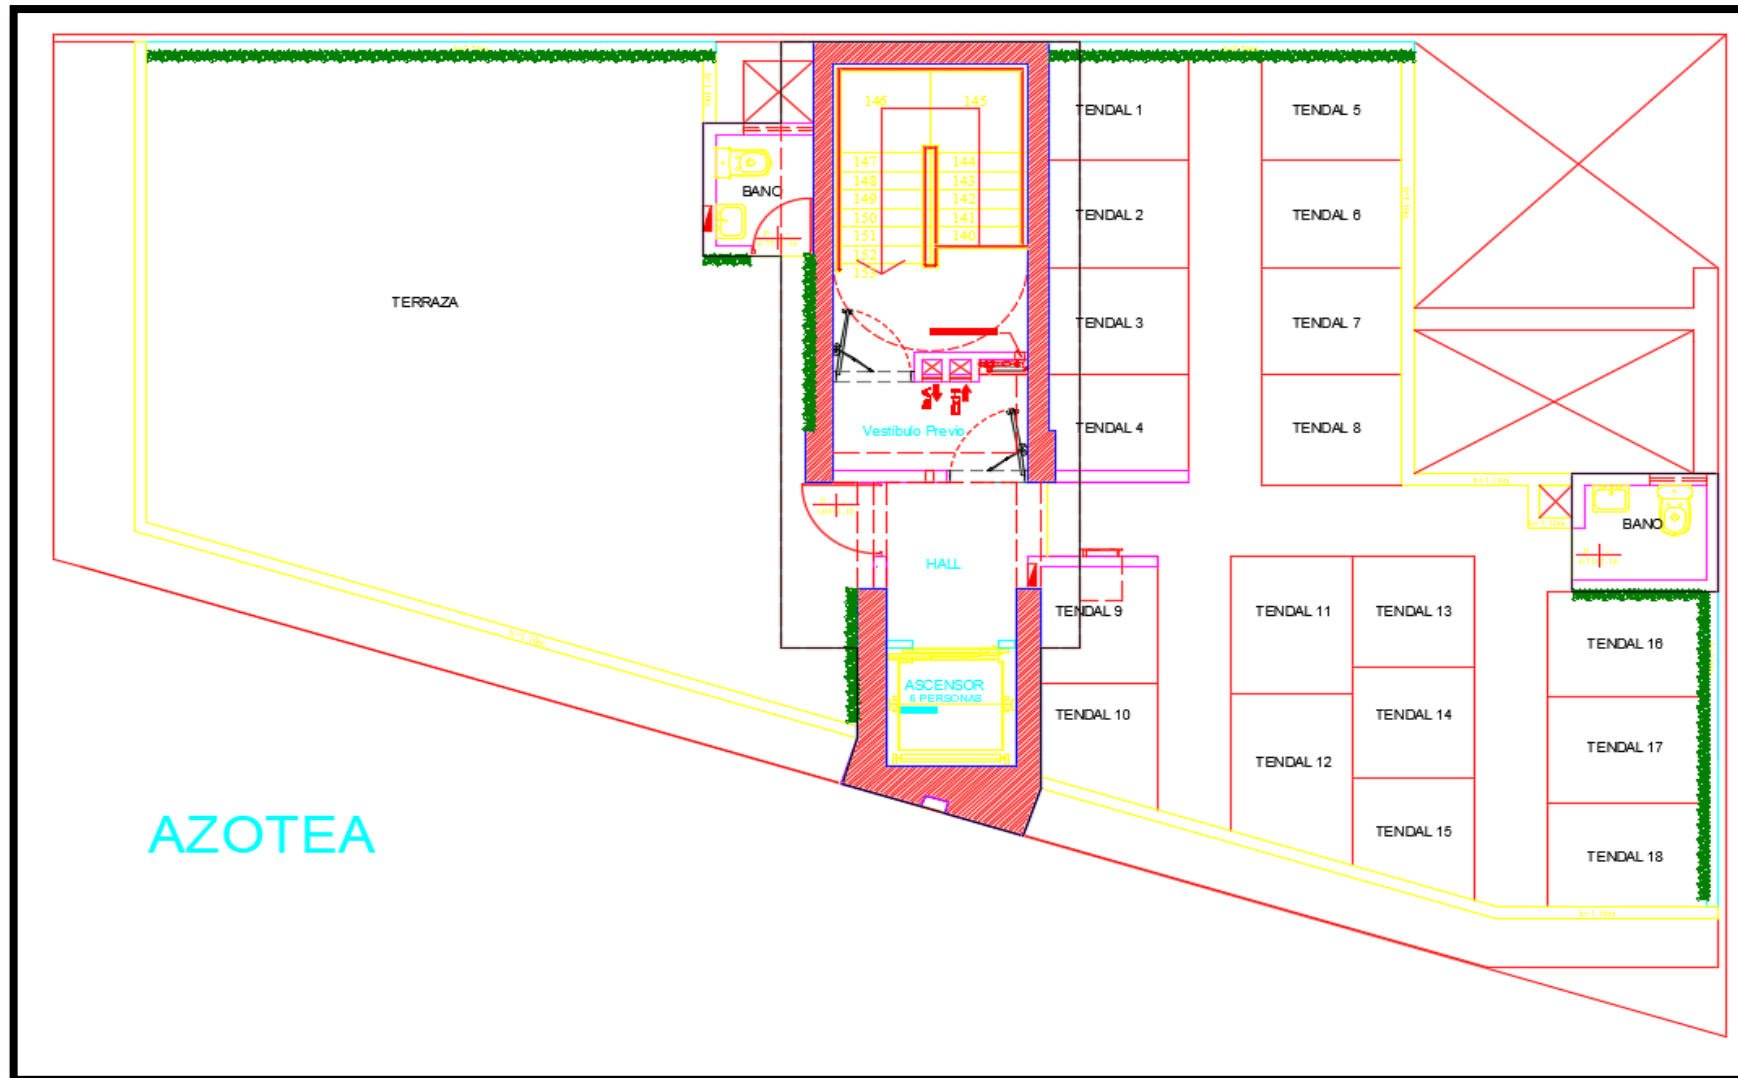 TERRAZA
BANO
146 145
147 144
148 143
149 142
150 141
151 140
152
153
Vestibulo Previo
HALL
ASCENSOR
6 PERSONAS
TENDAL 1
TENDAL 2
TENDAL 3
TENDAL 4
TENDAL 5
TENDAL 6
TENDAL 7
TENDAL 8
BANO
TENDAL 9
TENDAL 10
TENDAL 11
TENDAL 12
TENDAL 13
TENDAL 14
TENDAL 15
TENDAL 16
TENDAL 17
TENDAL 18
AZOTEA